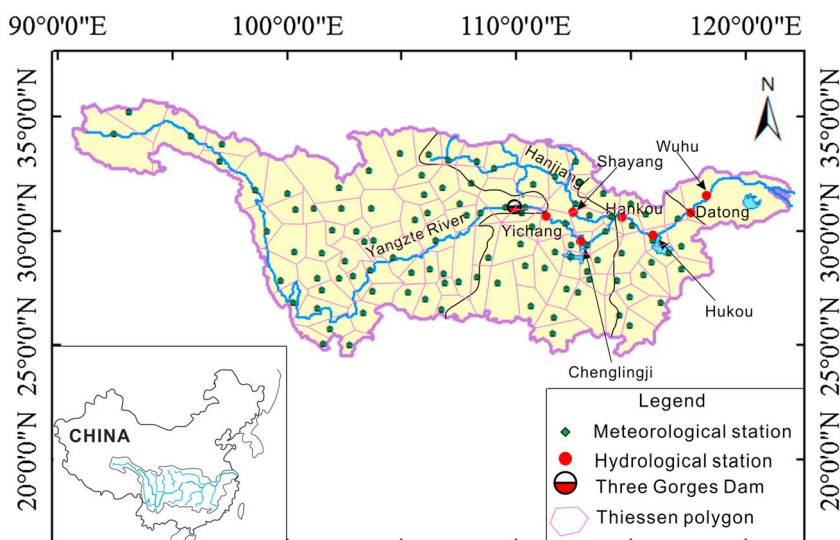 90°0'0"E 100°0'0"E 110°0'0"E 120°0'0"E
35°0'0"N
30°0'0"N
25°0'0"N
20°0'0"N
35°0'0"N
30°0'0"N
25°0'0"N
20°0'0"N
N
Wuhu
Hanjiang
Shayang
Hankou
Datong
Yichang
Yangzte River
Hukou
Chenglingji
CHINA
Legend
Meteorological station
Hydrological station
Three Gorges Dam
Thiessen polygon